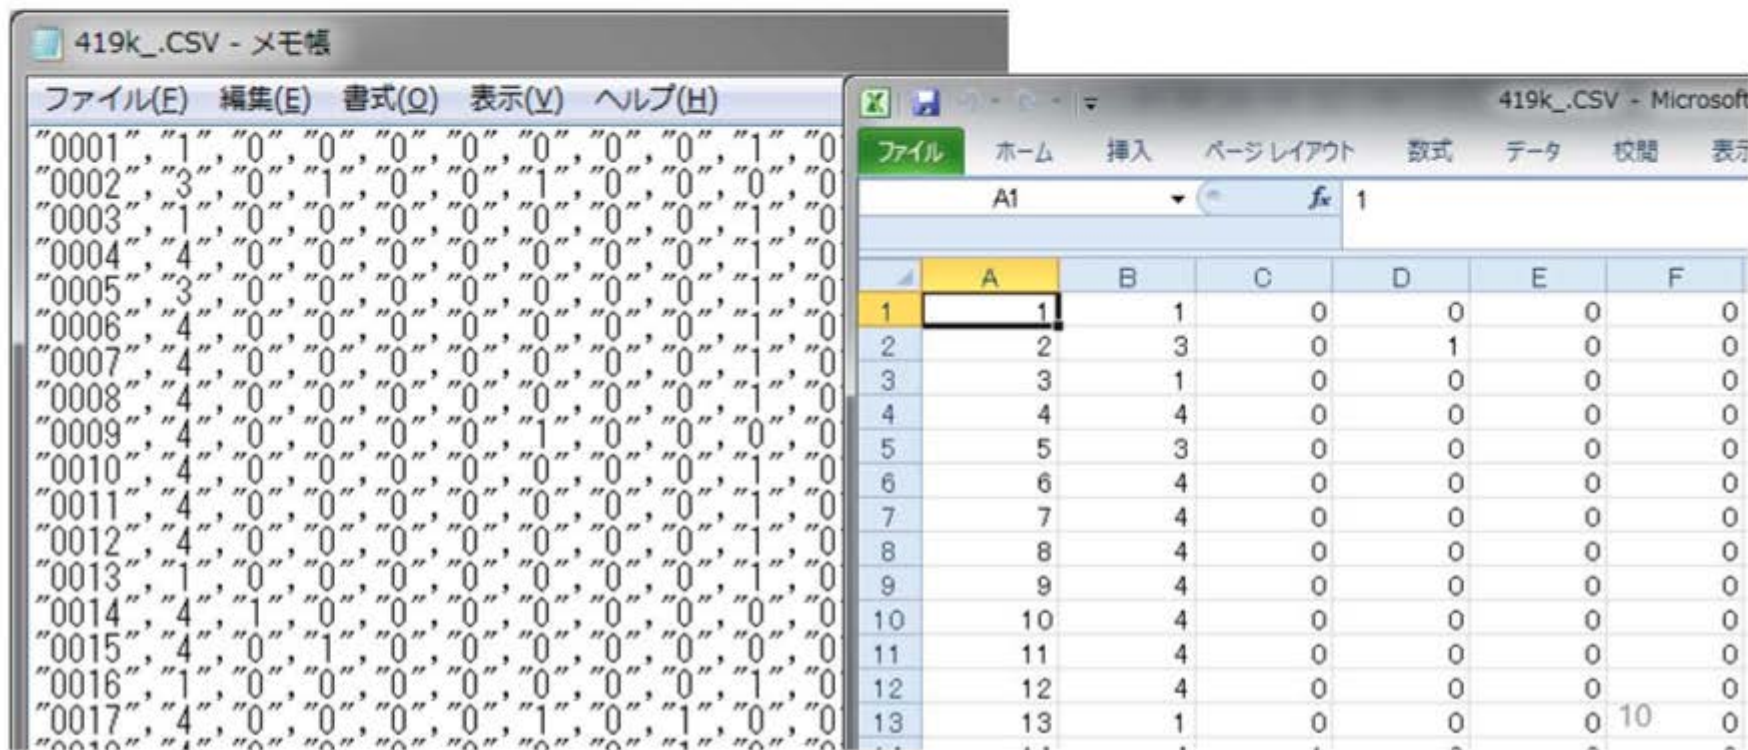 419k_.CSV - メモ帳
ファイル(F) 編集(E) 書式(O) 表示(V) ヘルプ(H)
"0001","1","0","0","0","0","0","0","0","1","0
"0002","3","0","1","0","0","1","0","0","0","0
"0003","1","0","0","0","0","0","0","0","1","0
"0004","4","0","0","0","0","0","0","0","1","0
"0005","3","0","0","0","0","0","0","0","1","0
"0006","4","0","0","0","0","0","0","0","1","0
"0007","4","0","0","0","0","0","0","0","1","0
"0008","4","0","0","0","0","0","0","0","1","0
"0009","4","0","0","0","0","1","0","0","0","0
"0010","4","0","0","0","0","0","0","0","1","0
"0011","4","0","0","0","0","0","0","0","1","0
"0012","4","0","0","0","0","0","0","0","1","0
"0013","1","0","0","0","0","0","0","0","1","0
"0014","4","1","0","0","0","0","0","0","0","0
"0015","4","0","1","0","0","0","0","0","0","0
"0016","1","0","0","0","0","0","0","0","1","0
"0017","4","0","0","0","0","1","0","1","0","0
419k_.CSV - Microsoft
ファイル ホーム 挿入 ページ レイアウト 数式 データ 校閲 表示
A1 fx 1
A B C D E F
1 1 1 0 0 0 0
2 2 3 0 1 0 0
3 3 1 0 0 0 0
4 4 4 0 0 0 0
5 5 3 0 0 0 0
6 6 4 0 0 0 0
7 7 4 0 0 0 0
8 8 4 0 0 0 0
9 9 4 0 0 0 0
10 10 4 0 0 0 0
11 11 4 0 0 0 0
12 12 4 0 0 0 0
13 13 1 0 0 0 0
10